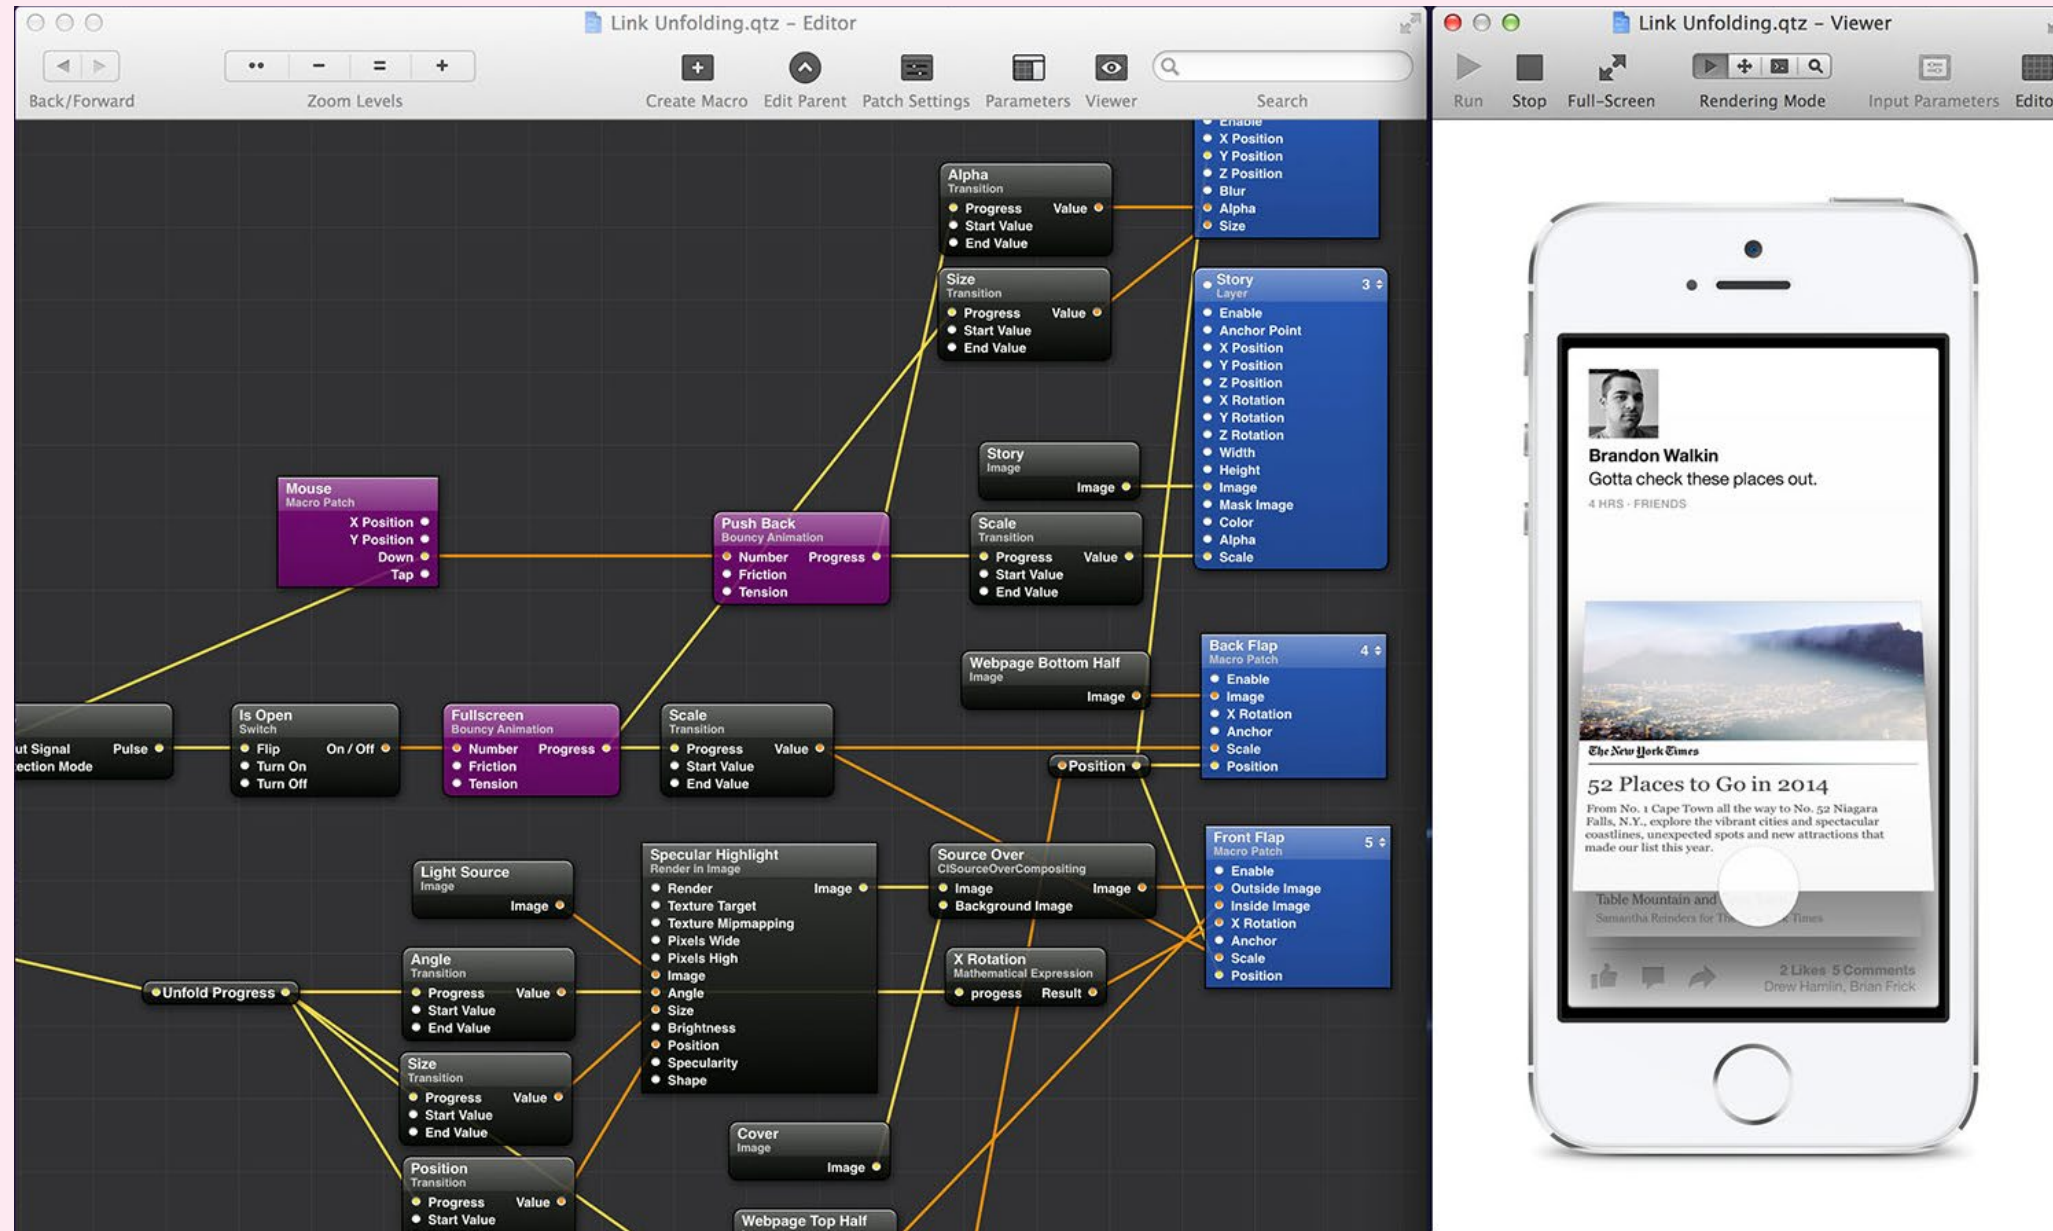 Link Unfolding.qtz – Editor
Back/Forward
Zoom Levels
Create Macro
Edit Parent
Patch Settings
Parameters
Viewer
Search
Enable
X Position
Y Position
Z Position
Blur
Alpha
Size
Alpha
Transition
Progress Value
Start Value
End Value
Size
Transition
Progress Value
Start Value
End Value
Story 3
Layer
Enable
Anchor Point
X Position
Y Position
Z Position
X Rotation
Y Rotation
Z Rotation
Width
Height
Image
Mask Image
Color
Alpha
Scale
Story
Image
Image
Mouse
Macro Patch
X Position
Y Position
Down
Tap
Push Back
Bouncy Animation
Number Progress
Friction
Tension
Scale
Transition
Progress Value
Start Value
End Value
Webpage Bottom Half
Image
Image
Back Flap 4
Macro Patch
Enable
Image
X Rotation
Anchor
Scale
Position
ut Signal Pulse
ection Mode
Is Open
Switch
Flip On / Off
Turn On
Turn Off
Fullscreen
Bouncy Animation
Number Progress
Friction
Tension
Scale
Transition
Progress Value
Start Value
End Value
Position
Light Source
Image
Image
Specular Highlight
Render in Image
Render Image
Texture Target
Texture Mipmapping
Pixels Wide
Pixels High
Image
Angle
Size
Brightness
Position
Specularity
Shape
Source Over
CISourceOverCompositing
Image Image
Background Image
Front Flap 5
Macro Patch
Enable
Outside Image
Inside Image
X Rotation
Anchor
Scale
Position
Unfold Progress
Angle
Transition
Progress Value
Start Value
End Value
X Rotation
Mathematical Expression
progess Result
Size
Transition
Progress Value
Start Value
End Value
Cover
Image
Image
Position
Transition
Progress Value
Start Value
Webpage Top Half
Link Unfolding.qtz – Viewer
Run
Stop
Full-Screen
Rendering Mode
Input Parameters
Edito
Brandon Walkin
Gotta check these places out.
4 HRS · FRIENDS
The New York Times
52 Places to Go in 2014
From No. 1 Cape Town all the way to No. 52 Niagara
Falls, N.Y., explore the vibrant cities and spectacular
coastlines, unexpected spots and new attractions that
made our list this year.
Table Mountain and
Samantha Reinders for Th Times
2 Likes 5 Comments
Drew Hamlin, Brian Frick